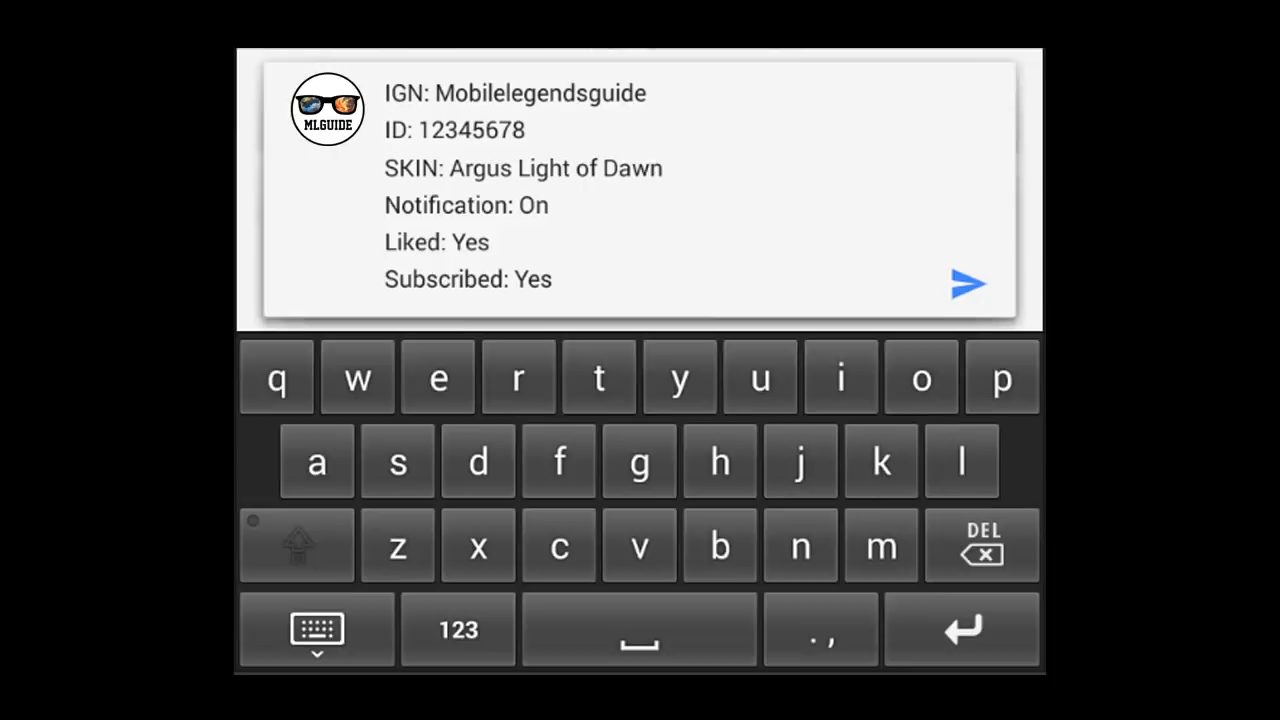 MLGUIDE
IGN: Mobilelegendsguide
ID: 12345678
SKIN: Argus Light of Dawn
Notification: On
Liked: Yes
Subscribed: Yes
q w e r t y u i o p
a s d f g h j k l
z x c v b n m DEL
123 . ,